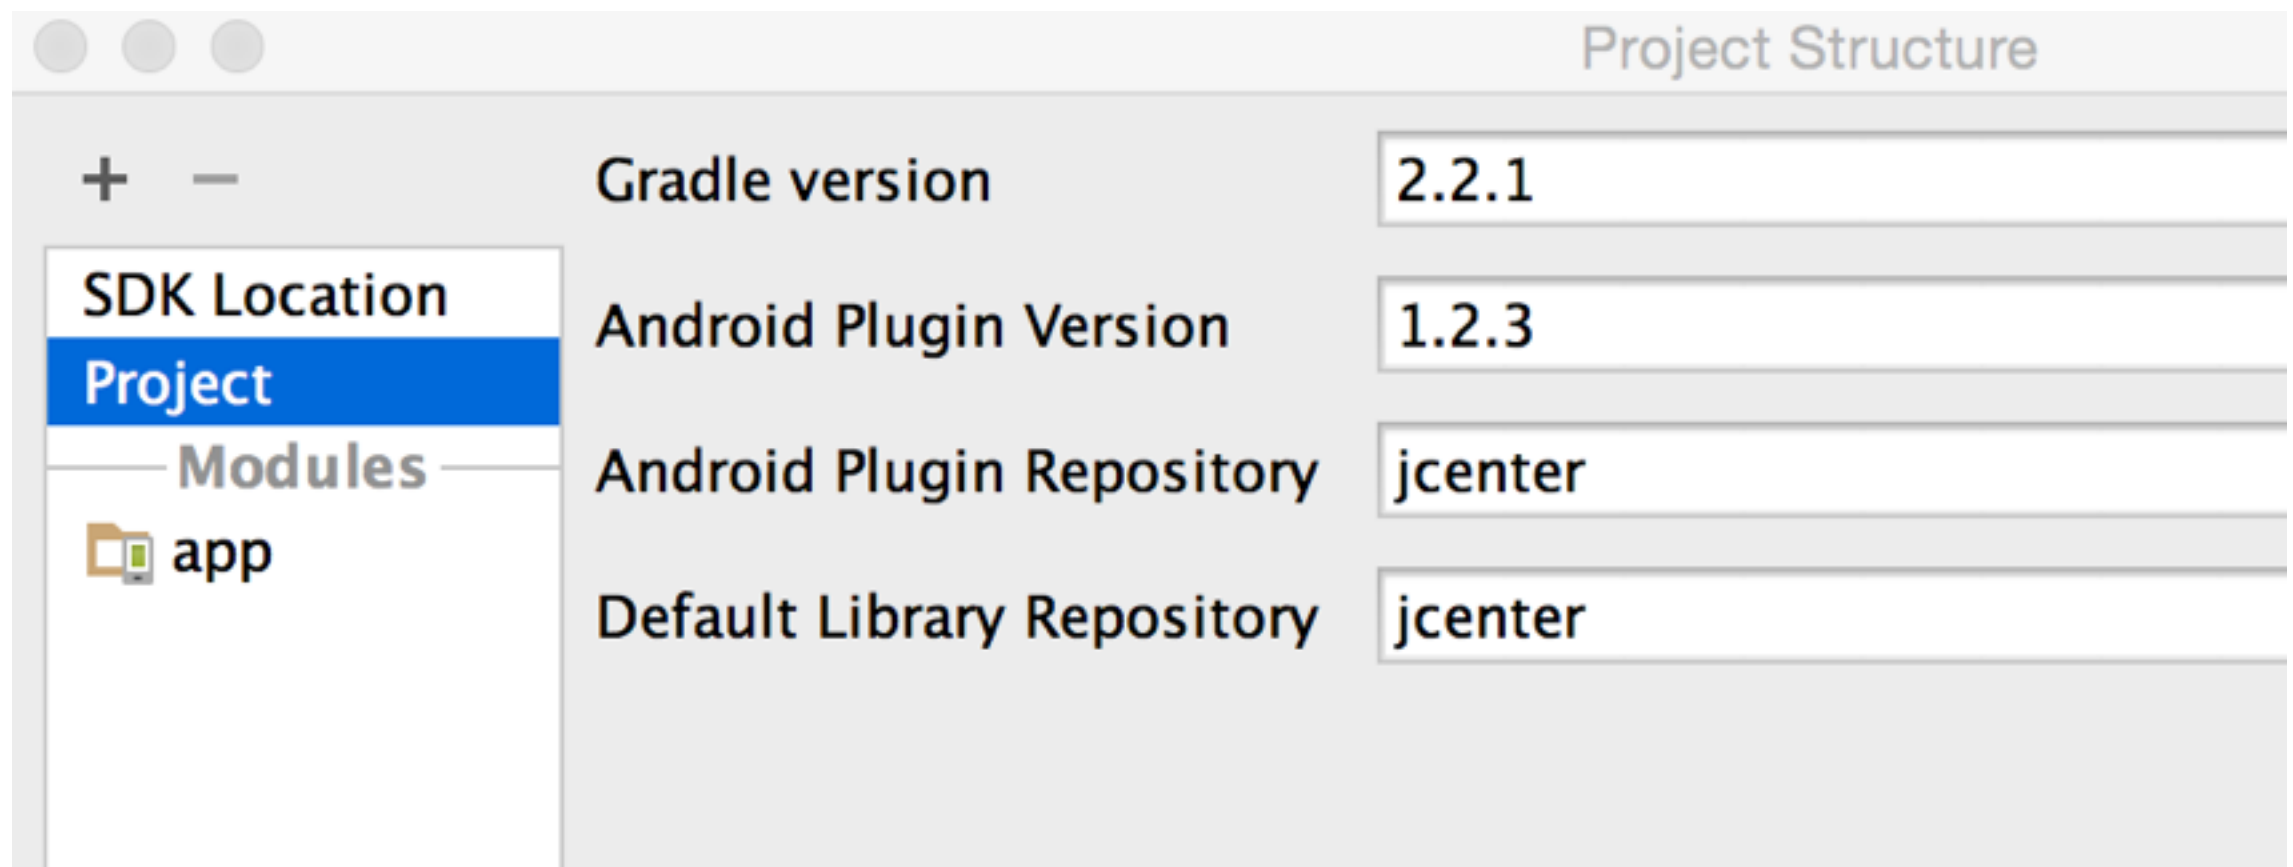 Project Structure
Gradle version 2.2.1
SDK Location
Android Plugin Version 1.2.3
Project
Modules
Android Plugin Repository jcenter
app
Default Library Repository jcenter